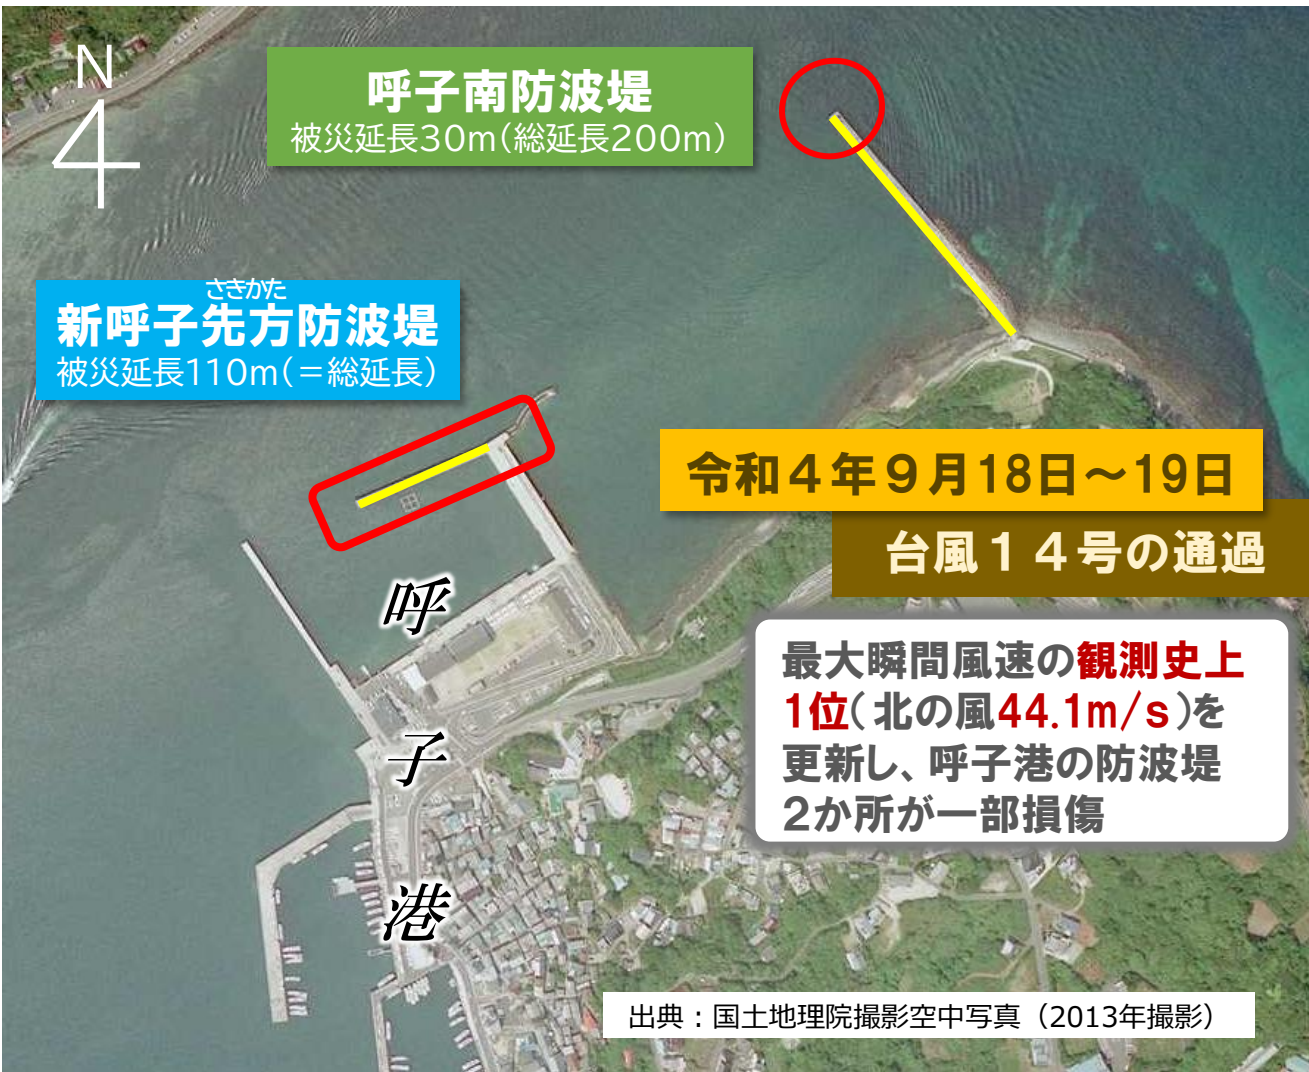 N
呼子南防波堤
被災延長30m(総延長200m)
さきかた
新呼子先方防波堤
被災延長110m(=総延長)
令和4年9月18日~19日
台風14号の通過
最大瞬間風速の観測史上
1位(北の風44.1m/s)を
更新し、呼子港の防波堤
2か所が一部損傷
呼
子
港
出典:国土地理院撮影空中写真(2013年撮影)